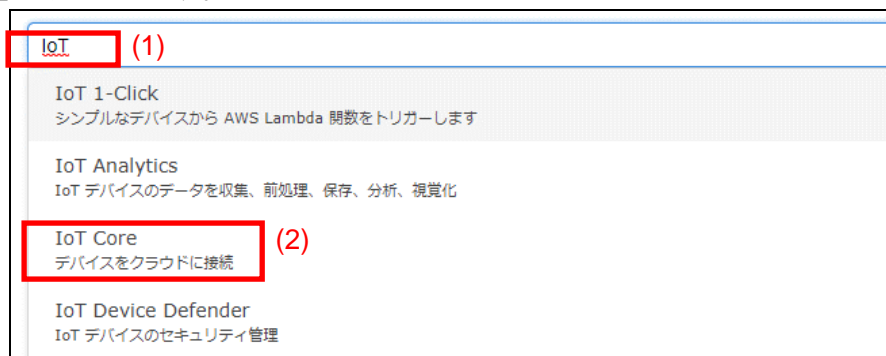 IoT (1)
IoT 1-Click
シンプルなデバイスから AWS Lambda 関数をトリガーします
IoT Analytics
IoT デバイスのデータを収集、前処理、保存、分析、視覚化
IoT Core (2)
デバイスをクラウドに接続
IoT Device Defender
IoT デバイスのセキュリティ管理